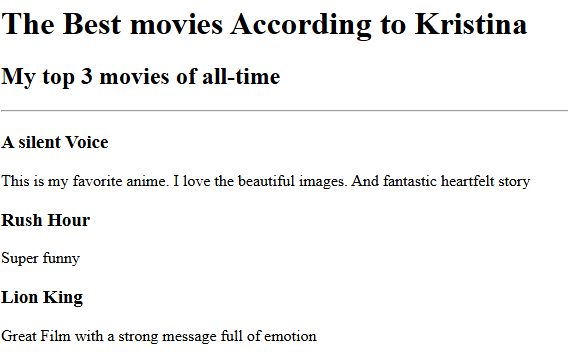 The Best movies According to Kristina
My top 3 movies of all-time
A silent Voice
This is my favorite anime. I love the beautiful images. And fantastic heartfelt story
Rush Hour
Super funny
Lion King
Great Film with a strong message full of emotion